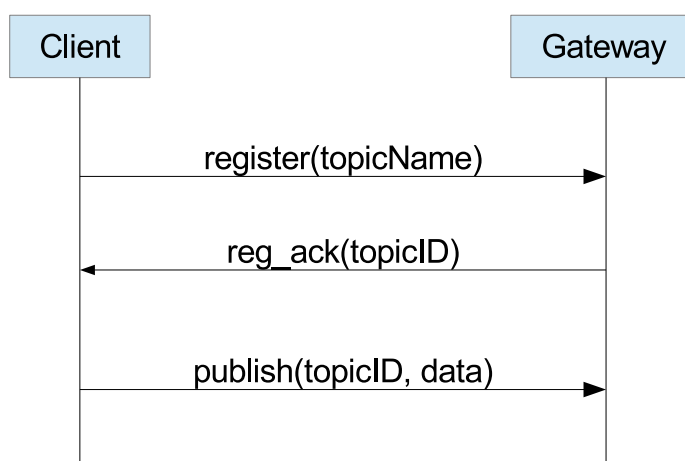 Client
Gateway
register(topicName)
reg_ack(topicID)
publish(topicID, data)